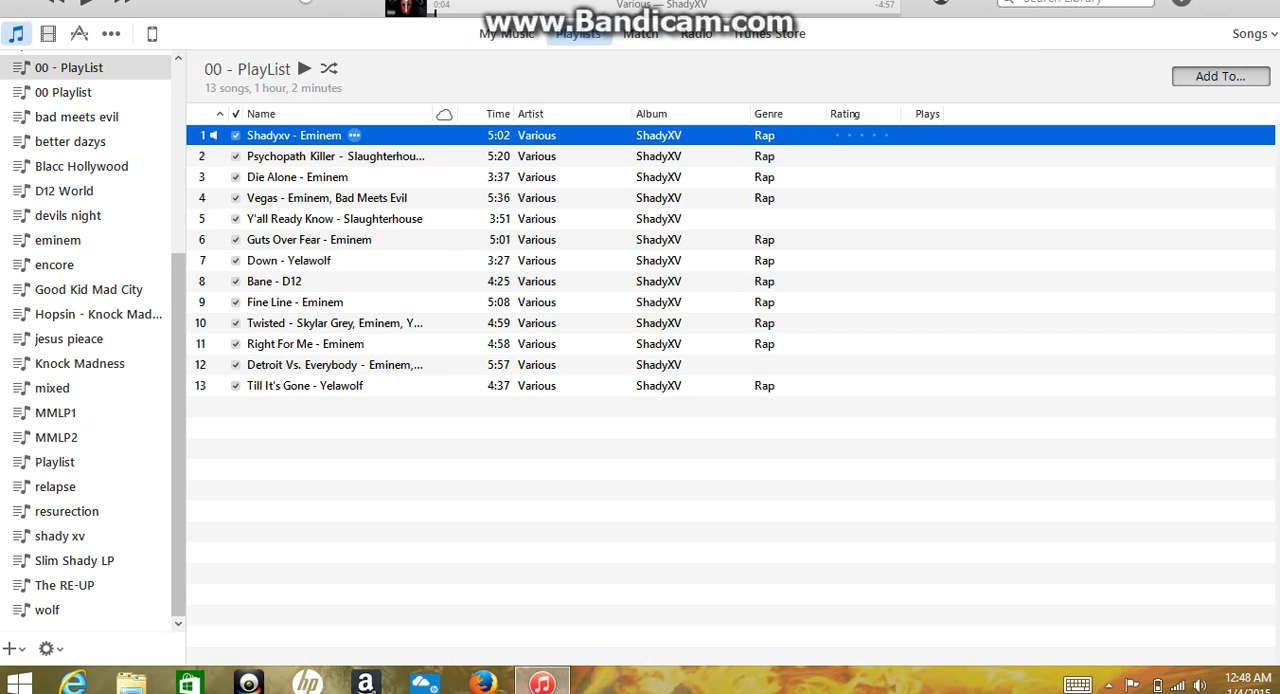 0:04 Various — ShadyXV -4:57
www.Bandicam.com
My Music Playlists Match Radio iTunes Store Songs
00 - PlayList
00 Playlist
bad meets evil
better dazys
Blacc Hollywood
D12 World
devils night
eminem
encore
Good Kid Mad City
Hopsin - Knock Mad...
jesus pieace
Knock Madness
mixed
MMLP1
MMLP2
Playlist
relapse
resurection
shady xv
Slim Shady LP
The RE-UP
wolf
00 - PlayList
13 songs, 1 hour, 2 minutes
Add To...
Name Time Artist Album Genre Rating Plays
1 Shadyxv - Eminem 5:02 Various ShadyXV Rap
2 Psychopath Killer - Slaughterhou... 5:20 Various ShadyXV Rap
3 Die Alone - Eminem 3:37 Various ShadyXV Rap
4 Vegas - Eminem, Bad Meets Evil 5:36 Various ShadyXV Rap
5 Y'all Ready Know - Slaughterhouse 3:51 Various ShadyXV
6 Guts Over Fear - Eminem 5:01 Various ShadyXV Rap
7 Down - Yelawolf 3:27 Various ShadyXV Rap
8 Bane - D12 4:25 Various ShadyXV Rap
9 Fine Line - Eminem 5:08 Various ShadyXV Rap
10 Twisted - Skylar Grey, Eminem, Y... 4:59 Various ShadyXV Rap
11 Right For Me - Eminem 4:58 Various ShadyXV Rap
12 Detroit Vs. Everybody - Eminem,... 5:57 Various ShadyXV
13 Till It's Gone - Yelawolf 4:37 Various ShadyXV Rap
hp
a
12:48 AM
1/4/2015